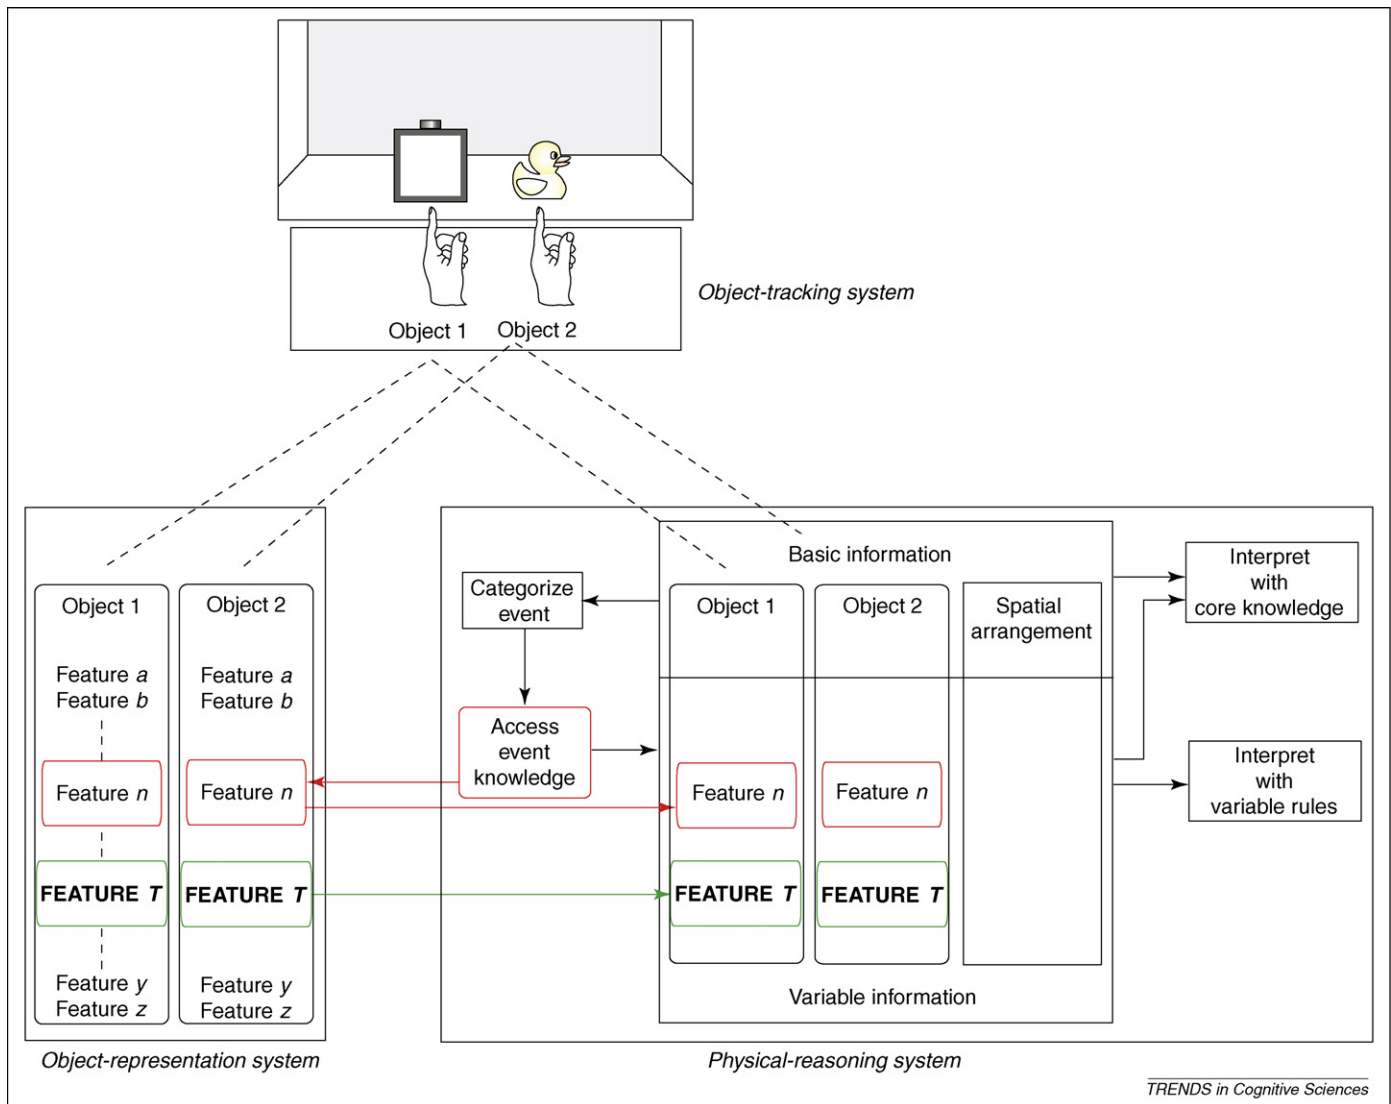 Object-tracking system
Object 1
Object 2
Object 1
Feature a
Feature b
Feature n
FEATURE T
Feature y
Feature z
Object 2
Feature a
Feature b
Feature n
FEATURE T
Feature y
Feature z
Object-representation system
Categorize
event
Access
event
knowledge
Basic information
Object 1
Feature n
FEATURE T
Object 2
Feature n
FEATURE T
Spatial
arrangement
Variable information
Interpret
with
core knowledge
Interpret
with
variable rules
Physical-reasoning system
TRENDS in Cognitive Sciences